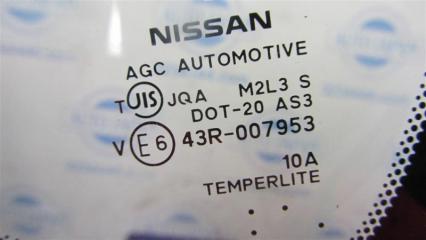 NISSAN
AGC AUTOMOTIVE
T JIS JQA M2L3 S
DOT-20 AS3
V E6 43R-007953
10A
TEMPERLITE